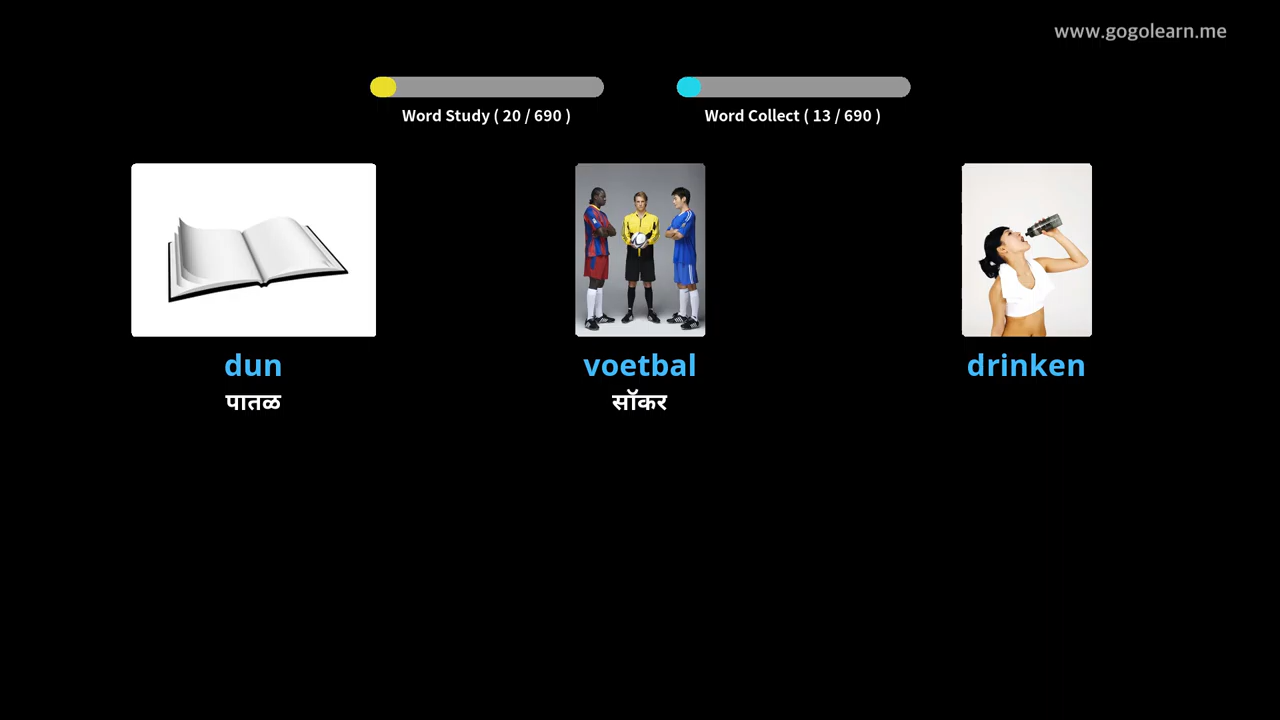 www.gogolearn.me
Word Study ( 20 / 690 )
Word Collect ( 13 / 690 )
dun
voetbal
drinken
पातळ
सॉकर